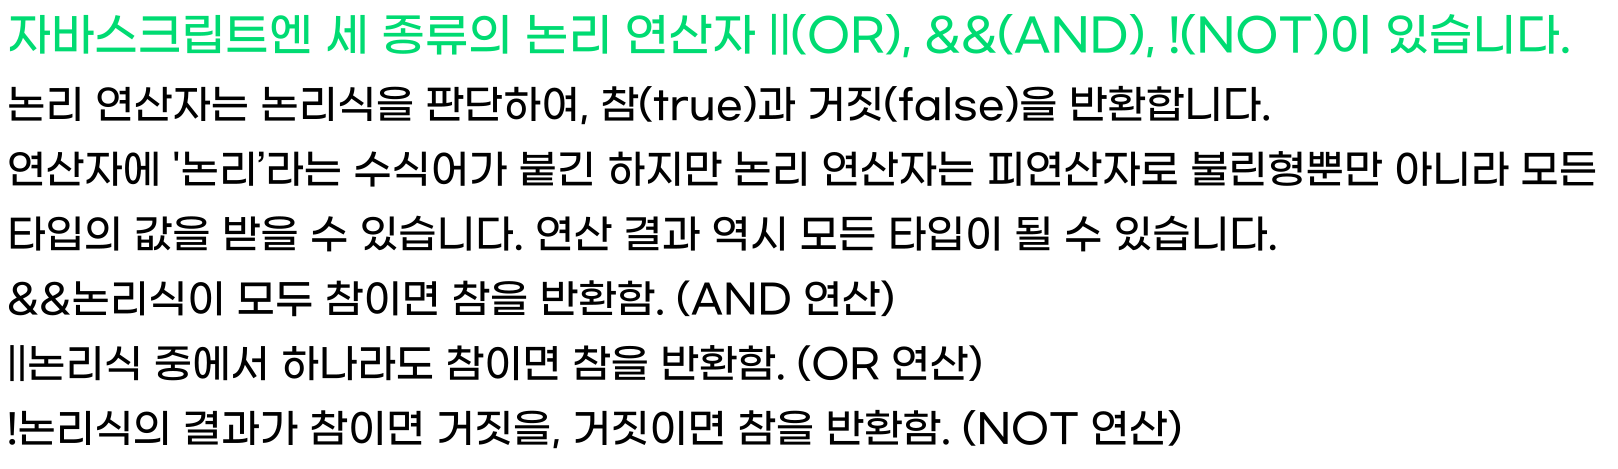 자바스크립트엔 세 종류의 논리 연산자 ||(OR), &&(AND), !(NOT)이 있습니다.
논리 연산자는 논리식을 판단하여, 참(true)과 거짓(false)을 반환합니다.
연산자에 '논리’라는 수식어가 붙긴 하지만 논리 연산자는 피연산자로 불린형뿐만 아니라 모든
타입의 값을 받을 수 있습니다. 연산 결과 역시 모든 타입이 될 수 있습니다.
&&논리식이 모두 참이면 참을 반환함. (AND 연산)
||논리식 중에서 하나라도 참이면 참을 반환함. (OR 연산)
!논리식의 결과가 참이면 거짓을, 거짓이면 참을 반환함. (NOT 연산)